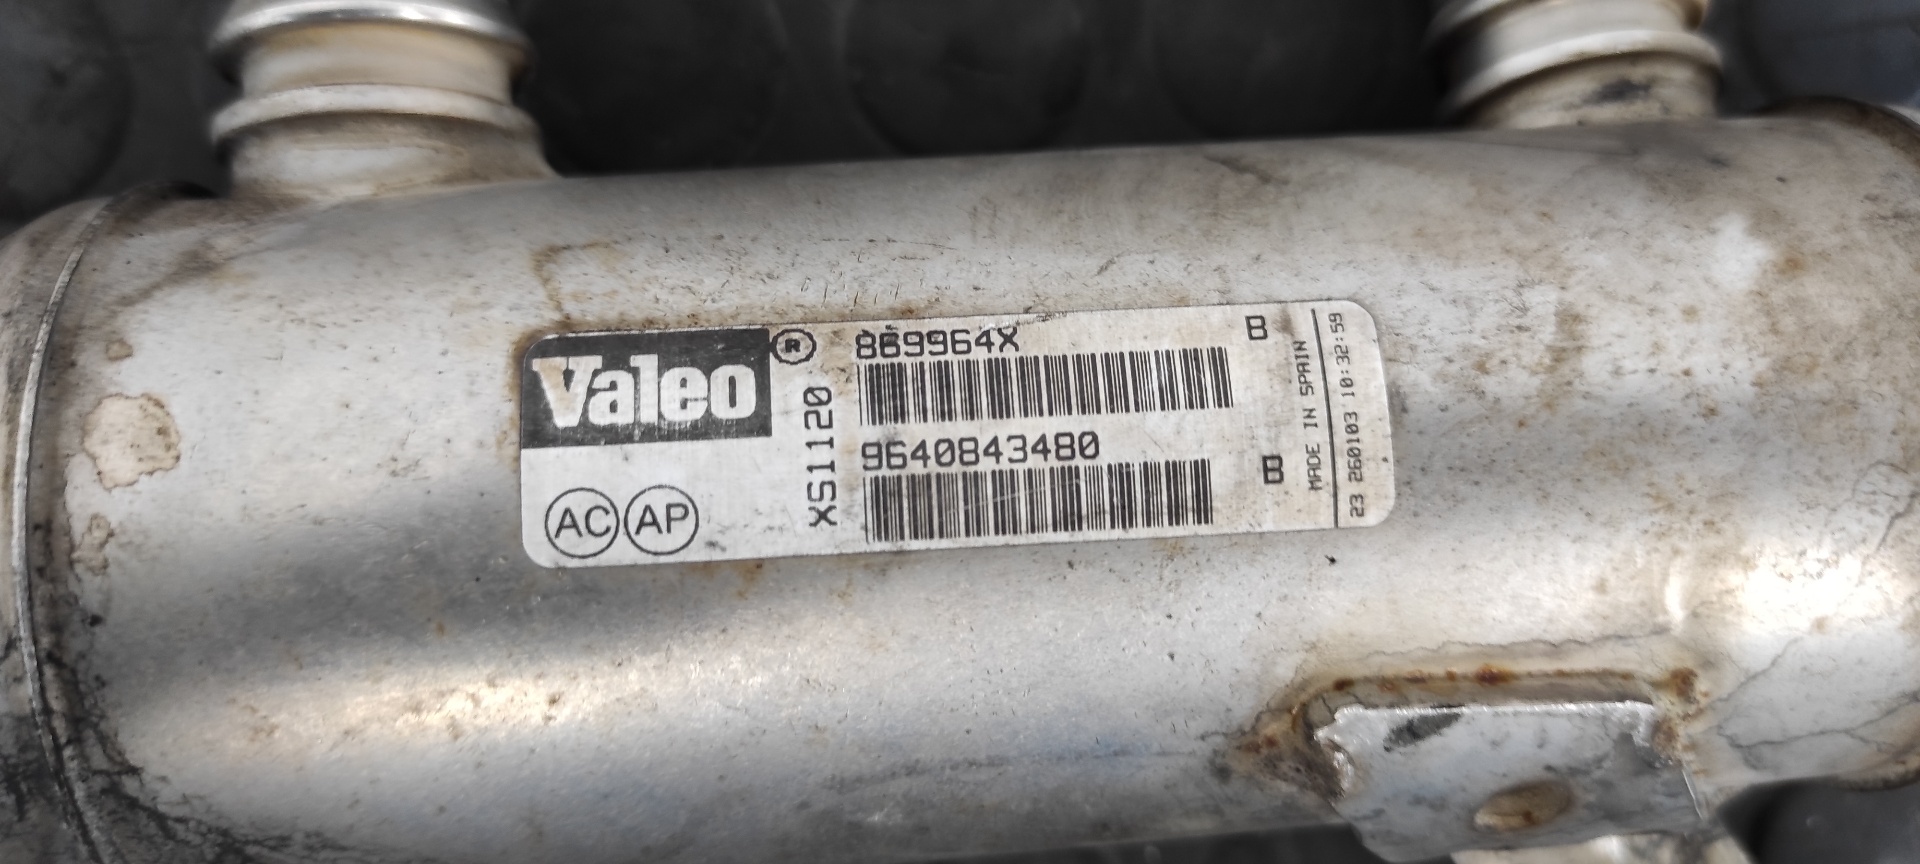 Valeo ®
869964X B
XS1120
9640843480 B
AC AP
MADE IN SPAIN
23 260103 10:32:59